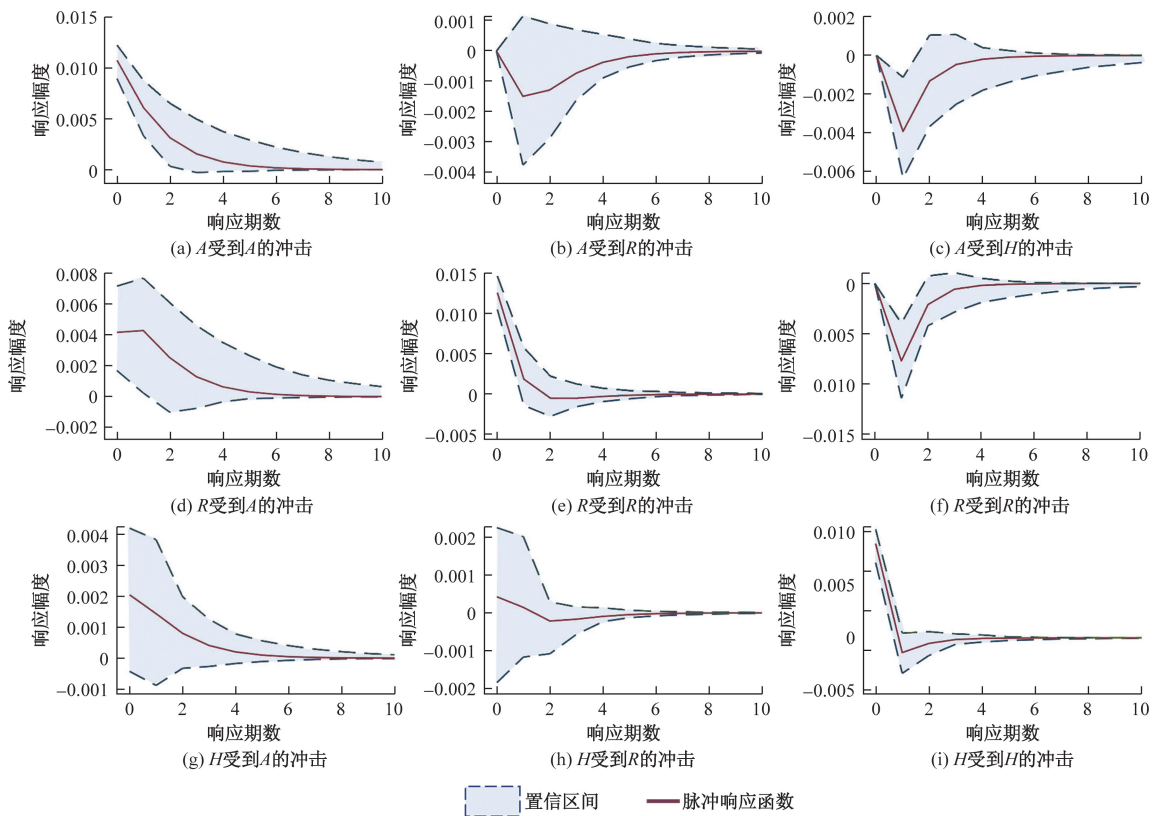 0.015
0.010
0.005
0
响应幅度
0 2 4 6 8 10
响应期数
(a) A受到A的冲击
0.001
0
−0.001
−0.001
−0.002
−0.003
−0.004
响应幅度
0 2 4 6 8 10
响应期数
(b) A受到R的冲击
0.002
0.000
−0.002
−0.004
−0.006
响应幅度
0 2 4 6 8 10
响应期数
(c) A受到H的冲击
0.008
0.006
0.004
0.002
0
−0.002
响应幅度
0 2 4 6 8 10
响应期数
(d) R受到A的冲击
0.015
0.010
0.005
0.000
−0.005
响应幅度
0 2 4 6 8 10
响应期数
(e) R受到R的冲击
0
0.005
0.010
−0.015
响应幅度
0 2 4 6 8 10
响应期数
(f) R受到R的冲击
0.004
0.003
0.002
0.001
0
−0.001
响应幅度
0 2 4 6 8 10
响应期数
(g) H受到A的冲击
0.002
0.001
0
−0.001
−0.002
响应幅度
0 2 4 6 8 10
响应期数
(h) H受到R的冲击
0.010
0.005
0
−0.005
响应幅度
0 2 4 6 8 10
响应期数
(i) H受到H的冲击
置信区间 脉冲响应函数